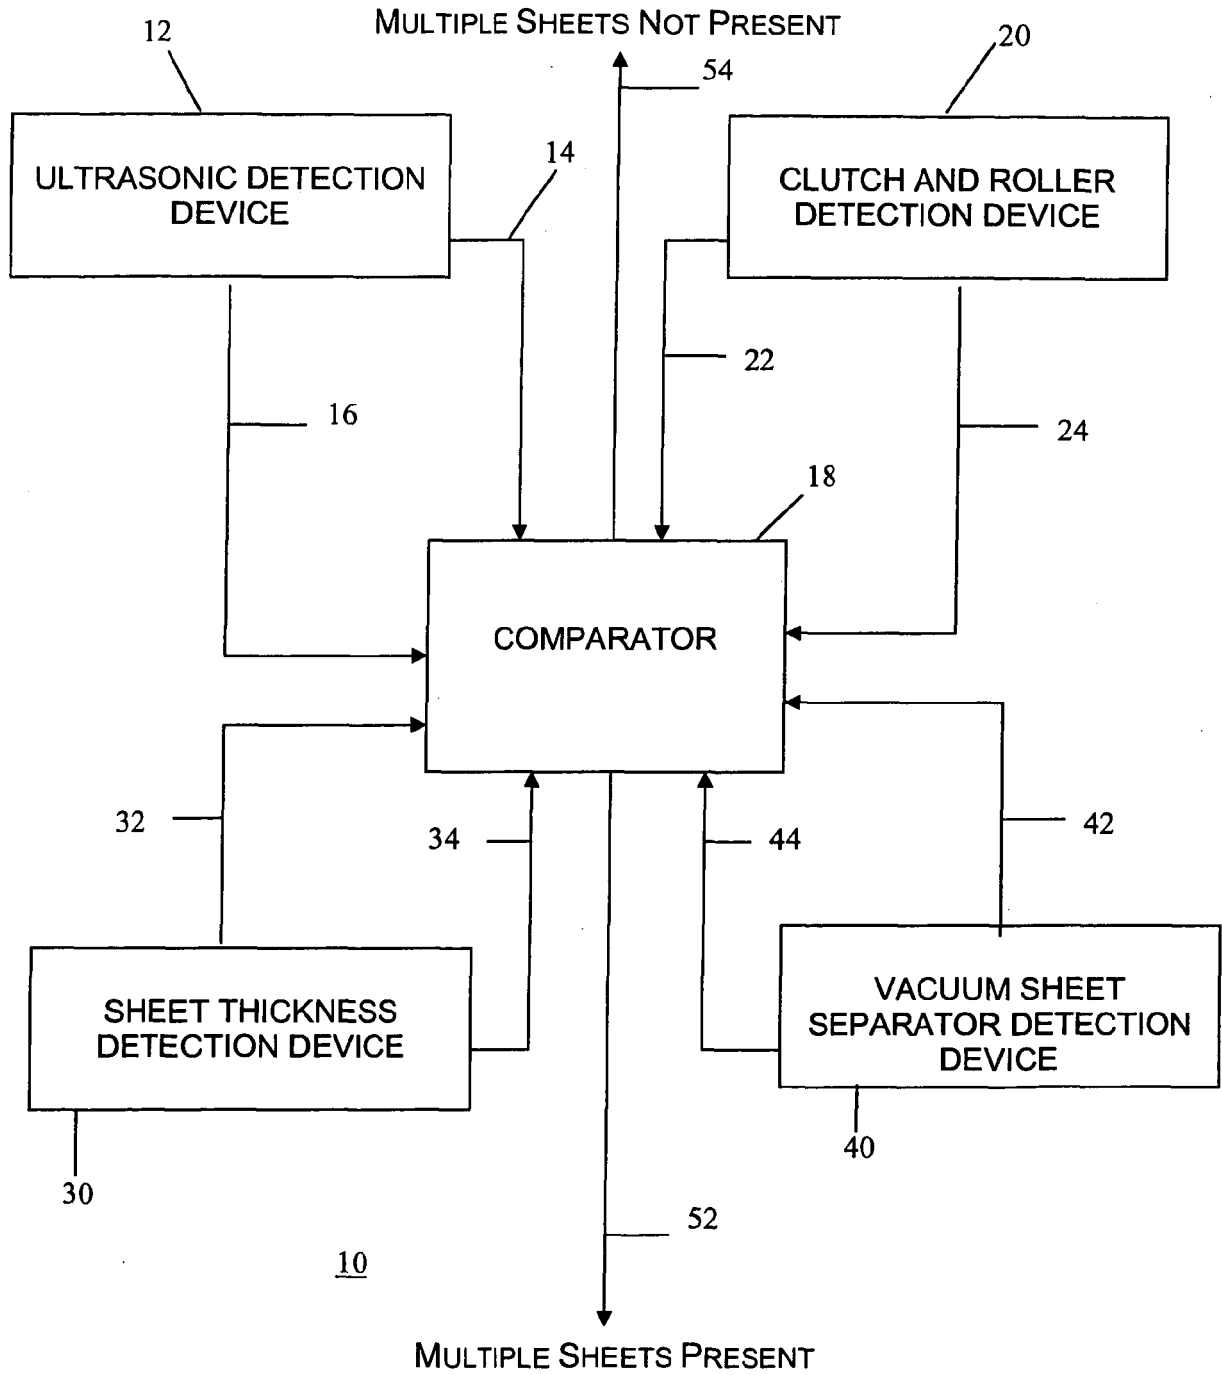 MULTIPLE SHEETS NOT PRESENT
12
20
54
14
ULTRASONIC DETECTION
DEVICE
CLUTCH AND ROLLER
DETECTION DEVICE
22
16
24
18
COMPARATOR
32
34
44
42
SHEET THICKNESS
DETECTION DEVICE
VACUUM SHEET
SEPARATOR DETECTION
DEVICE
40
30
52
10
MULTIPLE SHEETS PRESENT